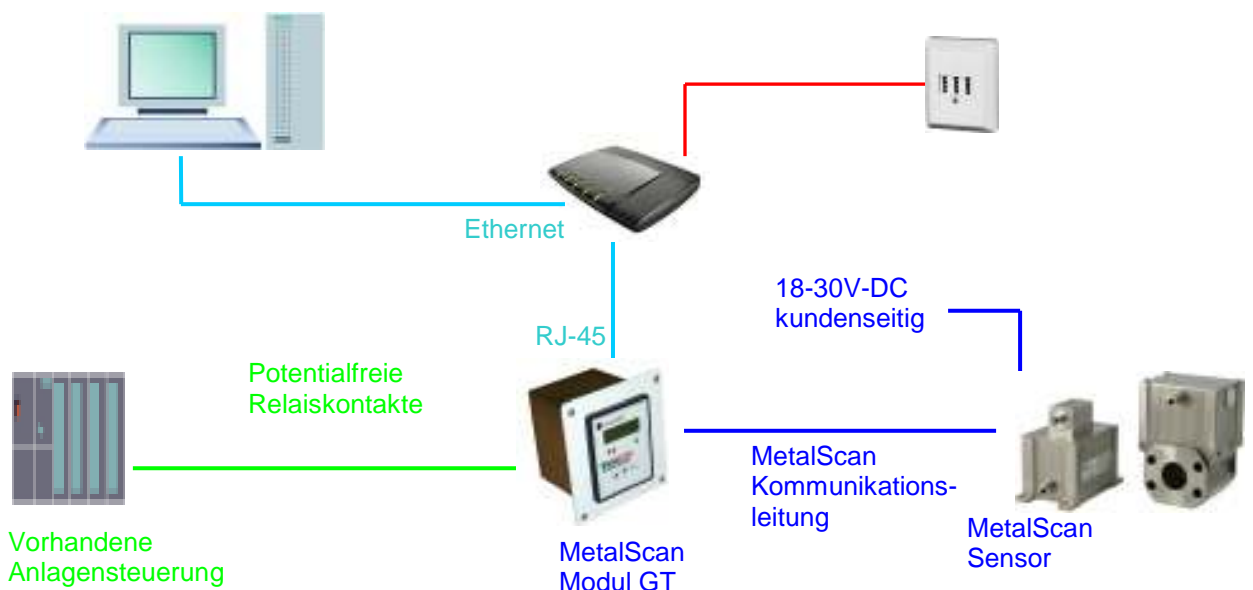 Ethernet
18-30V-DC
kundenseitig
RJ-45
Potentialfreie
Relaiskontakte
MetalScan
Kommunikations-
leitung
Vorhandene
Anlagensteuerung
MetalScan
Modul GT
MetalScan
Sensor